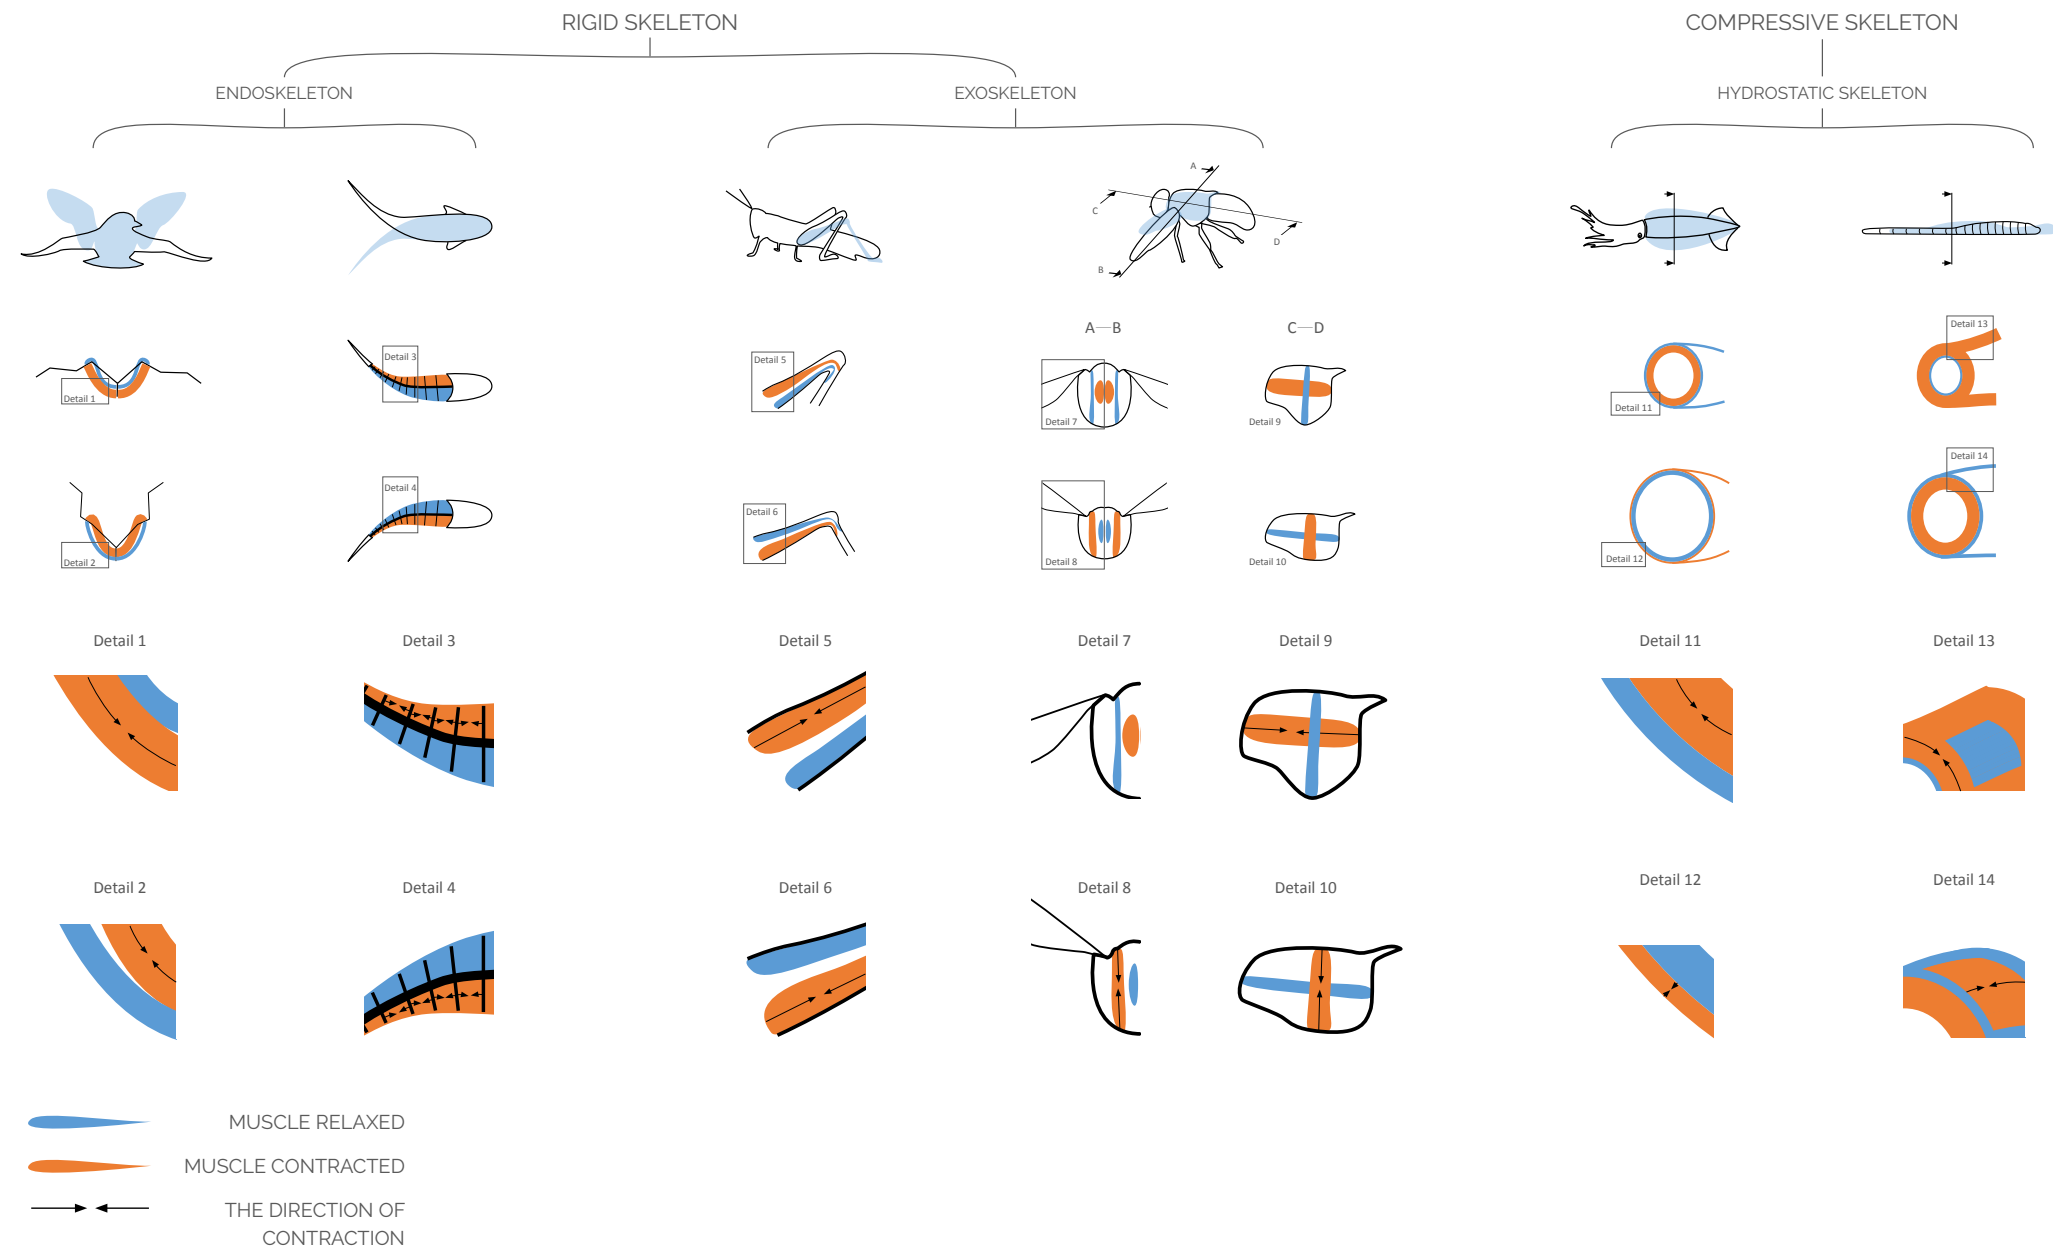 RIGID SKELETON
COMPRESSIVE SKELETON
ENDOSKELETON
EXOSKELETON
HYDROSTATIC SKELETON
A
C
D
B
A—B
C—D
Detail 1
Detail 3
Detail 5
Detail 7
Detail 9
Detail 11
Detail 13
Detail 2
Detail 4
Detail 6
Detail 8
Detail 10
Detail 12
Detail 14
Detail 1
Detail 3
Detail 5
Detail 7
Detail 9
Detail 11
Detail 13
Detail 2
Detail 4
Detail 6
Detail 8
Detail 10
Detail 12
Detail 14
MUSCLE RELAXED
MUSCLE CONTRACTED
THE DIRECTION OF
CONTRACTION